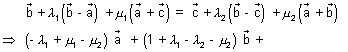 b⃗ + λ₁(b⃗ - a⃗) + μ₁(a⃗ + c⃗) = c⃗ + λ₂(b⃗ - c⃗) + μ₂(a⃗ + b⃗)
⇒ (- λ₁ + μ₁ - μ₂) a⃗ + (1 + λ₁ - λ₂ - μ₂) b⃗ +